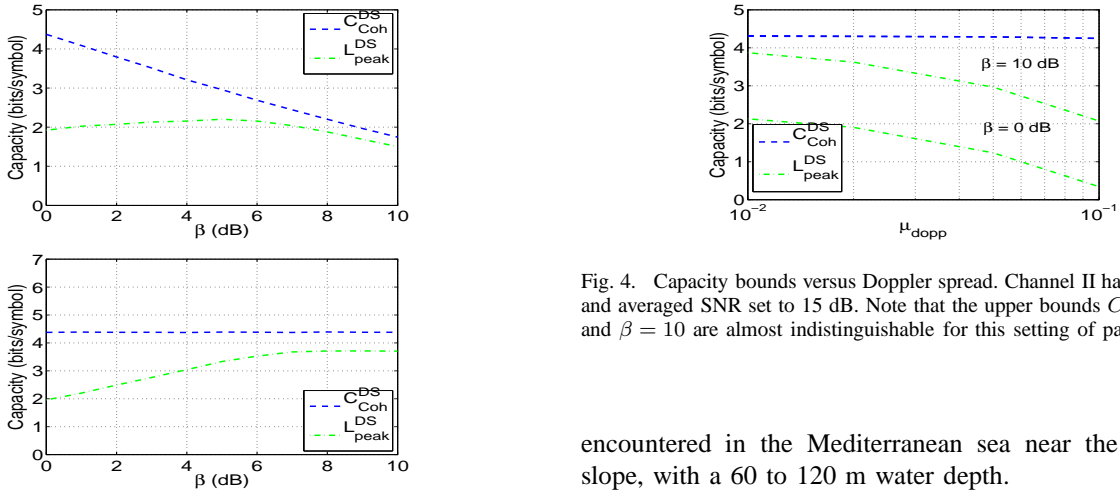 Capacity (bits/symbol)
5
4
3
2
1
0
C^DS_Coh
L^DS_peak
0 2 4 6 8 10
β (dB)
Capacity (bits/symbol)
7
6
5
4
3
2
1
0
C^DS_Coh
L^DS_peak
0 2 4 6 8 10
β (dB)
Capacity (bits/symbol)
5
4
3
2
1
0
β = 10 dB
β = 0 dB
C^DS_Coh
L^DS_peak
10^-2 10^-1
μ_dopp
Fig. 4. Capacity bounds versus Doppler spread. Channel II ha
and averaged SNR set to 15 dB. Note that the upper bounds C
and β = 10 are almost indistinguishable for this setting of pa
encountered in the Mediterranean sea near the
slope, with a 60 to 120 m water depth.